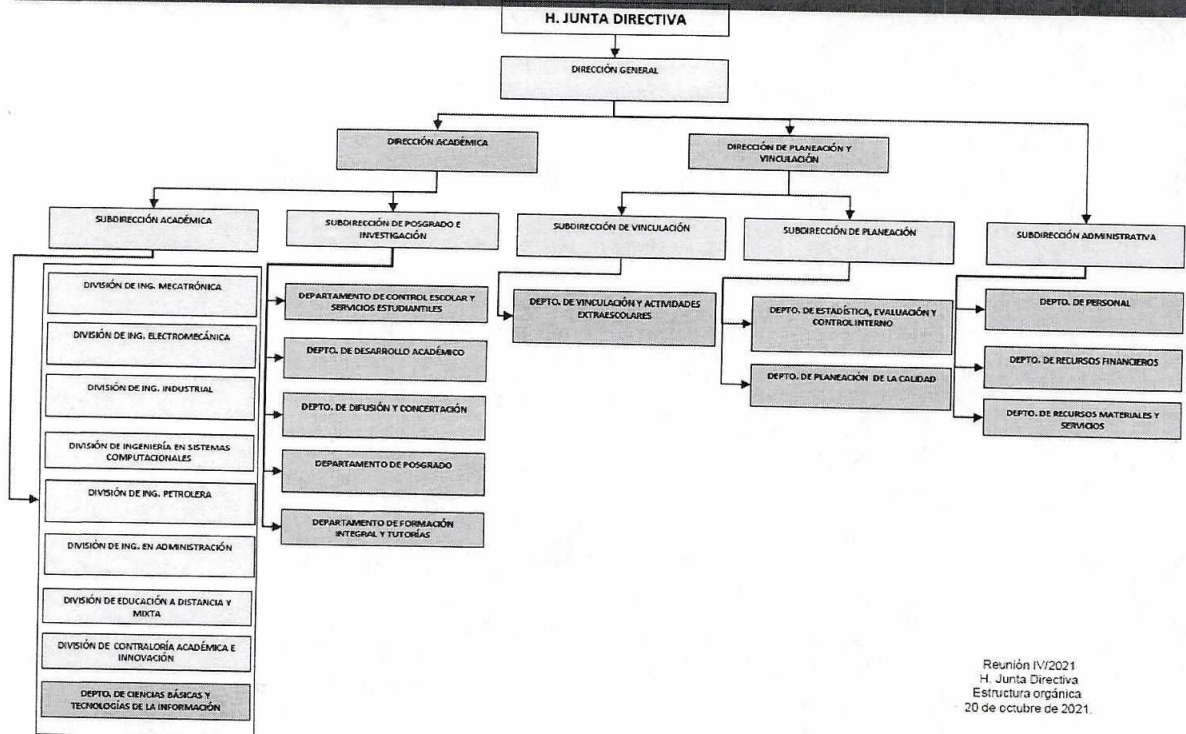 H. JUNTA DIRECTIVA
DIRECCIÓN GENERAL
DIRECCIÓN ACADÉMICA
DIRECCIÓN DE PLANEACIÓN Y
VINCULACIÓN
SUBDIRECCIÓN ACADÉMICA
SUBDIRECCIÓN DE POSGRADO E
INVESTIGACIÓN
SUBDIRECCIÓN DE VINCULACIÓN
SUBDIRECCIÓN DE PLANEACIÓN
SUBDIRECCIÓN ADMINISTRATIVA
DIVISIÓN DE ING. MECATRÓNICA
DIVISIÓN DE ING. ELECTROMECÁNICA
DIVISIÓN DE ING. INDUSTRIAL
DIVISIÓN DE INGENIERÍA EN SISTEMAS
COMPUTACIONALES
DIVISIÓN DE ING. PETROLERA
DIVISIÓN DE ING. EN ADMINISTRACIÓN
DIVISIÓN DE EDUCACIÓN A DISTANCIA Y
MIXTA
DIVISIÓN DE CONTRALORÍA ACADÉMICA E
INNOVACIÓN
DEPTO. DE CIENCIAS BÁSICAS Y
TECNOLOGÍAS DE LA INFORMACIÓN
DEPARTAMENTO DE CONTROL ESCOLAR Y
SERVICIOS ESTUDIANTILES
DEPTO. DE DESARROLLO ACADÉMICO
DEPTO. DE DIFUSIÓN Y CONCERTACIÓN
DEPARTAMENTO DE POSGRADO
DEPARTAMENTO DE FORMACIÓN
INTEGRAL Y TUTORÍAS
DEPTO. DE VINCULACIÓN Y ACTIVIDADES
EXTRAESCOLARES
DEPTO. DE ESTADÍSTICA, EVALUACIÓN Y
CONTROL INTERNO
DEPTO. DE PLANEACIÓN DE LA CALIDAD
DEPTO. DE PERSONAL
DEPTO. DE RECURSOS FINANCIEROS
DEPTO. DE RECURSOS MATERIALES Y
SERVICIOS
Reunión IV/2021
H. Junta Directiva
Estructura orgánica
20 de octubre de 2021.